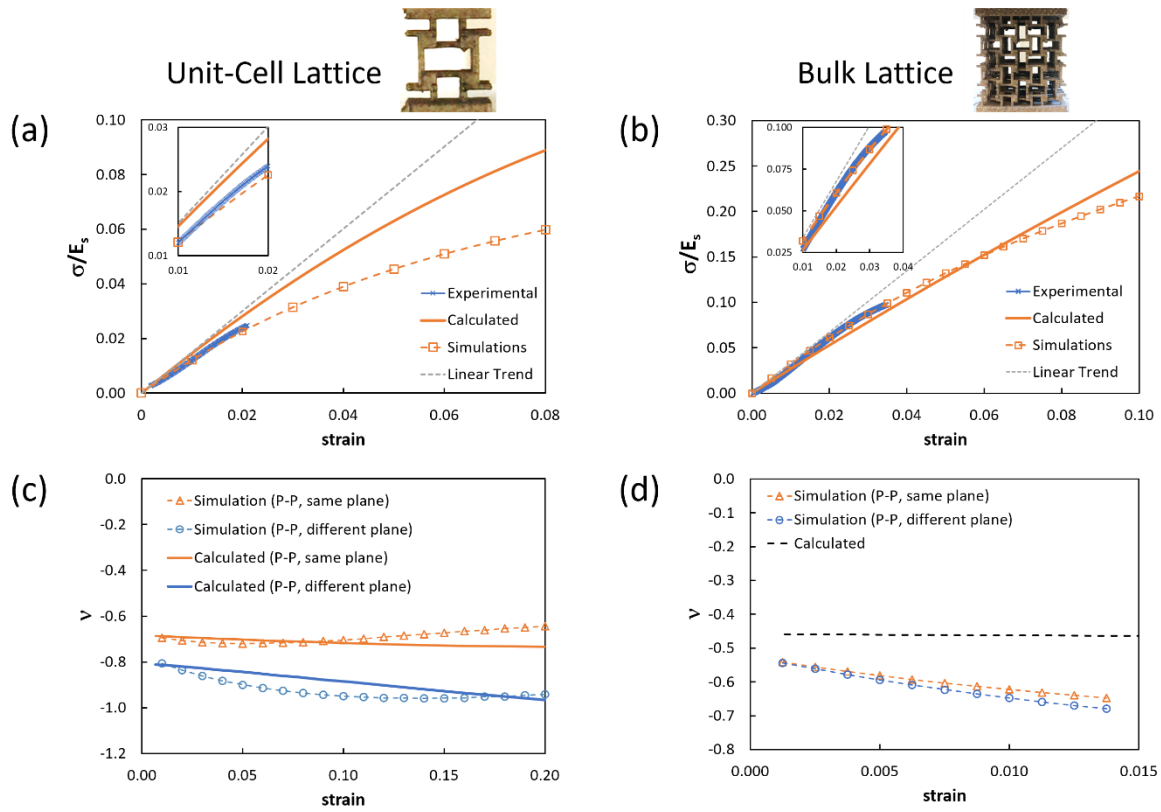 Unit-Cell Lattice
Bulk Lattice
(a)
0.10
0.08
0.06
0.04
0.02
0.00
σ/Es
0.03
0.02
0.01
0.01
0.02
Experimental
Calculated
Simulations
Linear Trend
0.00
0.02
0.04
0.06
0.08
strain
(b)
0.30
0.25
0.20
0.15
0.10
0.05
0.00
σ/Es
0.100
0.075
0.050
0.025
0.01
0.02
0.03
0.04
Experimental
Calculated
Simulations
Linear Trend
0.00
0.02
0.04
0.06
0.08
0.10
strain
(c)
0.0
-0.2
-0.4
-0.6
-0.8
-1.0
-1.2
ν
Simulation (P-P, same plane)
Simulation (P-P, different plane)
Calculated (P-P, same plane)
Calculated (P-P, different plane)
0.00
0.05
0.10
0.15
0.20
strain
(d)
0.0
-0.1
-0.2
-0.3
-0.4
-0.5
-0.6
-0.7
-0.8
ν
Simulation (P-P, same plane)
Simulation (P-P, different plane)
Calculated
0.000
0.005
0.010
0.015
strain